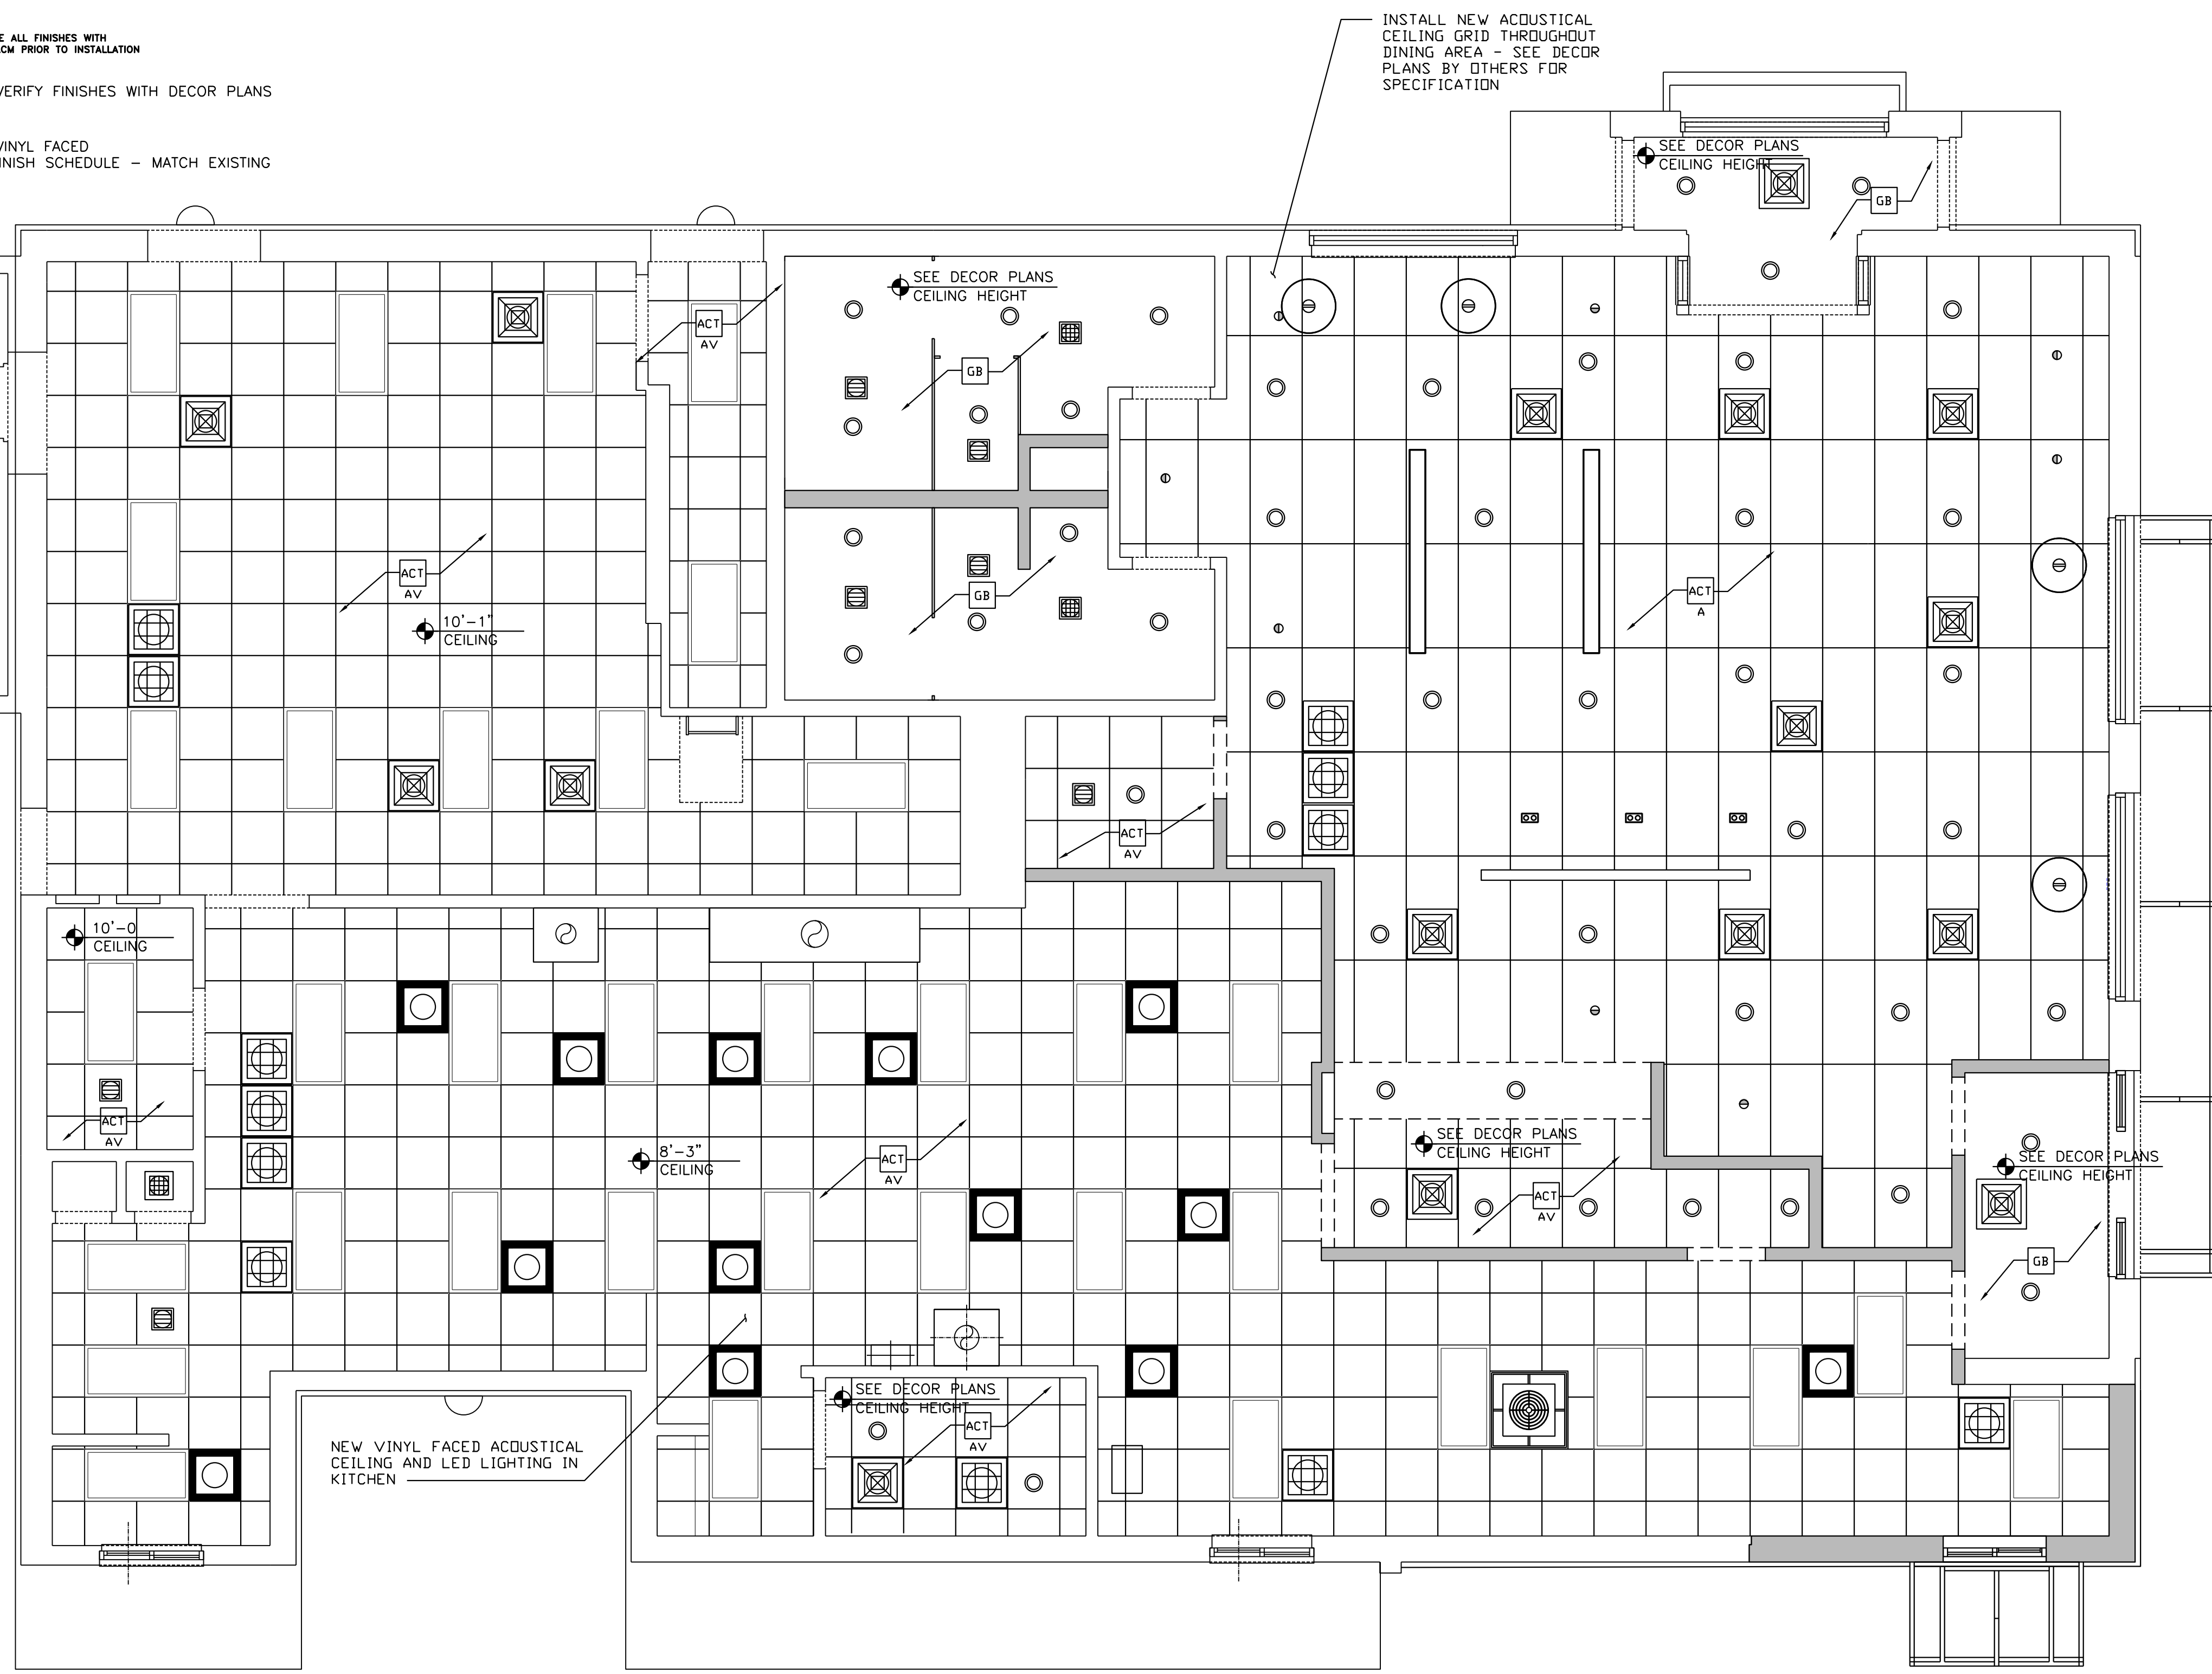 E ALL FINISHES WITH
CM PRIOR TO INSTALLATION
VERIFY FINISHES WITH DECOR PLANS
VINYL FACED
INISH SCHEDULE - MATCH EXISTING
INSTALL NEW ACOUSTICAL
CEILING GRID THROUGHOUT
DINING AREA - SEE DECOR
PLANS BY OTHERS FOR
SPECIFICATION
SEE DECOR PLANS
CEILING HEIGHT
GB
SEE DECOR PLANS
CEILING HEIGHT
ACT
AV
GB
ACT
AV
10'-1"
CEILING
GB
ACT
A
ACT
AV
10'-0
CEILING
ACT
AV
8'-3"
CEILING
ACT
AV
SEE DECOR PLANS
CEILING HEIGHT
ACT
AV
SEE DECOR PLANS
CEILING HEIGHT
GB
SEE DECOR PLANS
CEILING HEIGHT
ACT
AV
NEW VINYL FACED ACOUSTICAL
CEILING AND LED LIGHTING IN
KITCHEN